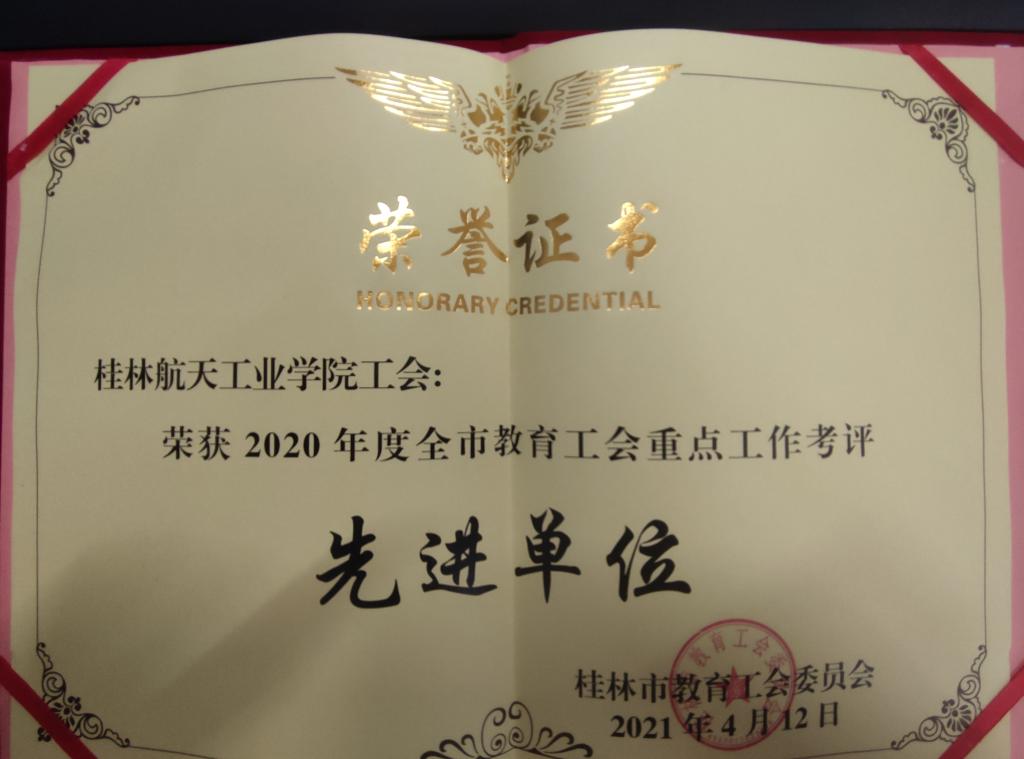 荣誉证书
HONORARY CREDENTIAL
桂林航天工业学院工会:
荣获 2020 年度全市教育工会重点工作考评
先进单位
桂林市教育工会委员会
2021 年 4 月 12 日